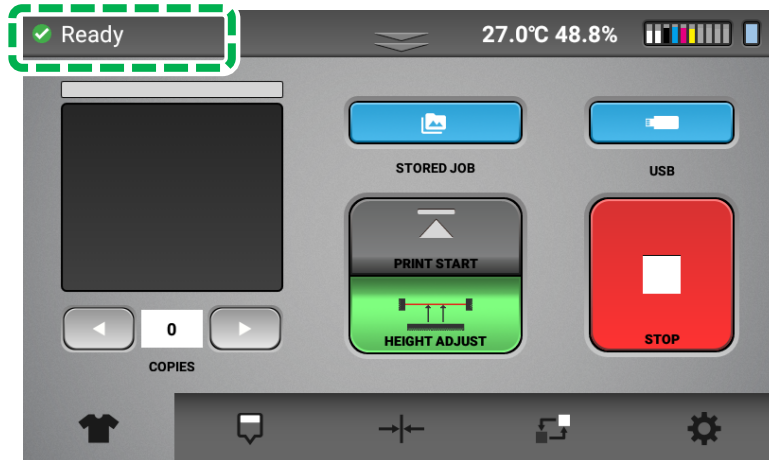 Ready
27.0°C 48.8%
STORED JOB
USB
PRINT START
HEIGHT ADJUST
STOP
0
COPIES